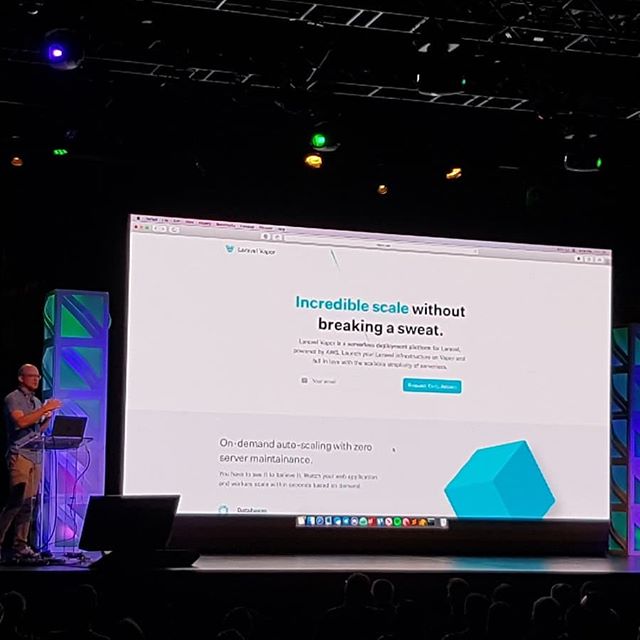 Laravel Vapor
Incredible scale without
breaking a sweat.
Laravel Vapor is a serverless deployment platform for Laravel,
powered by AWS. Launch your Laravel infrastructure on Vapor and
fall in love with the scalable simplicity of serverless.
Your email
Request Early Access
On-demand auto-scaling with zero
server maintainance.
You have to see it to believe it. Watch your web application
and workers scale within seconds based on demand.
Databases